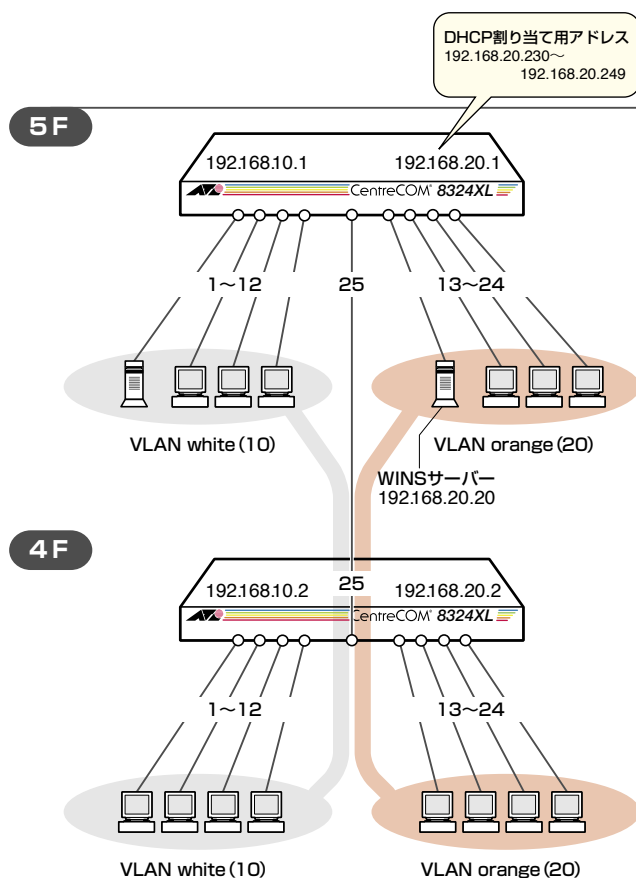 DHCP割り当て用アドレス
192.168.20.230〜
192.168.20.249
5F
192.168.10.1
192.168.20.1
CentreCOM® 8324XL
1〜12
25
13〜24
VLAN white(10)
VLAN orange(20)
WINSサーバー
192.168.20.20
4F
192.168.10.2
25
192.168.20.2
CentreCOM® 8324XL
1〜12
13〜24
VLAN white(10)
VLAN orange(20)